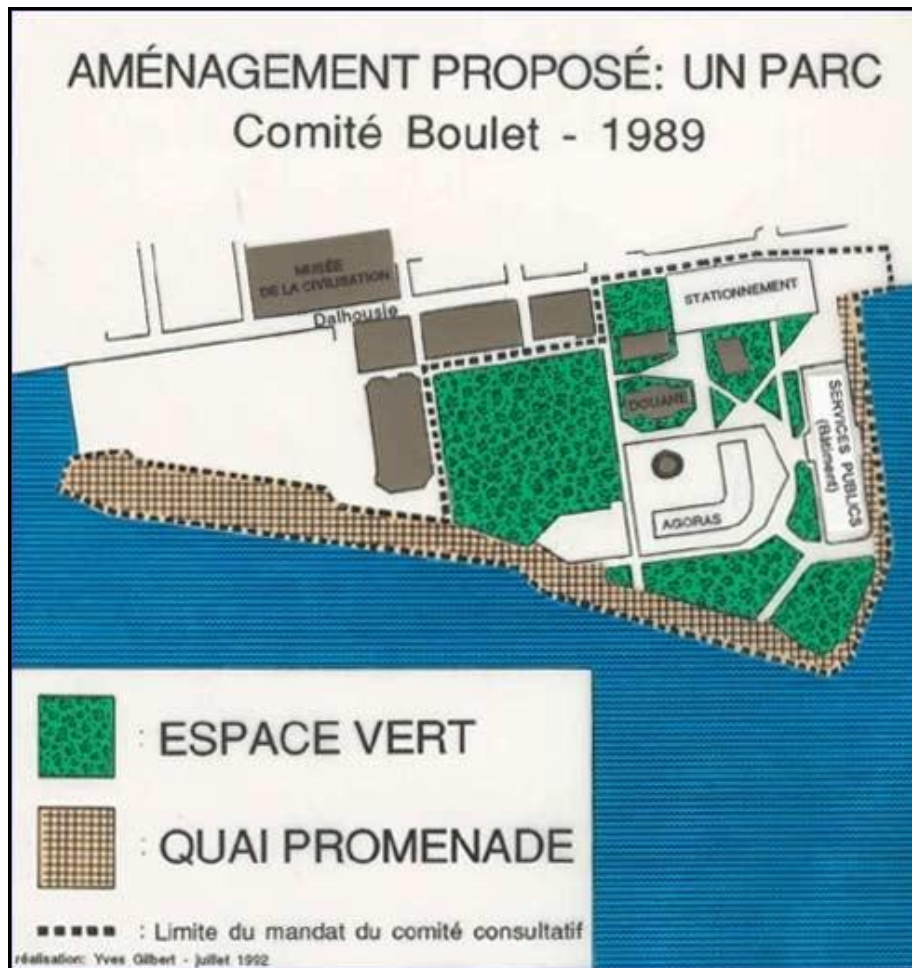 AMÉNAGEMENT PROPOSÉ: UN PARC
Comité Boulet - 1989
MUSÉE
DE LA CIVILISATION
Dalhousie
STATIONNEMENT
DOUANE
SERVICES PUBLICS
(Bâtiment)
AGORAS
: ESPACE VERT
: QUAI PROMENADE
: Limite du mandat du comité consultatif
réalisation: Yves Gilbert - juillet 1992